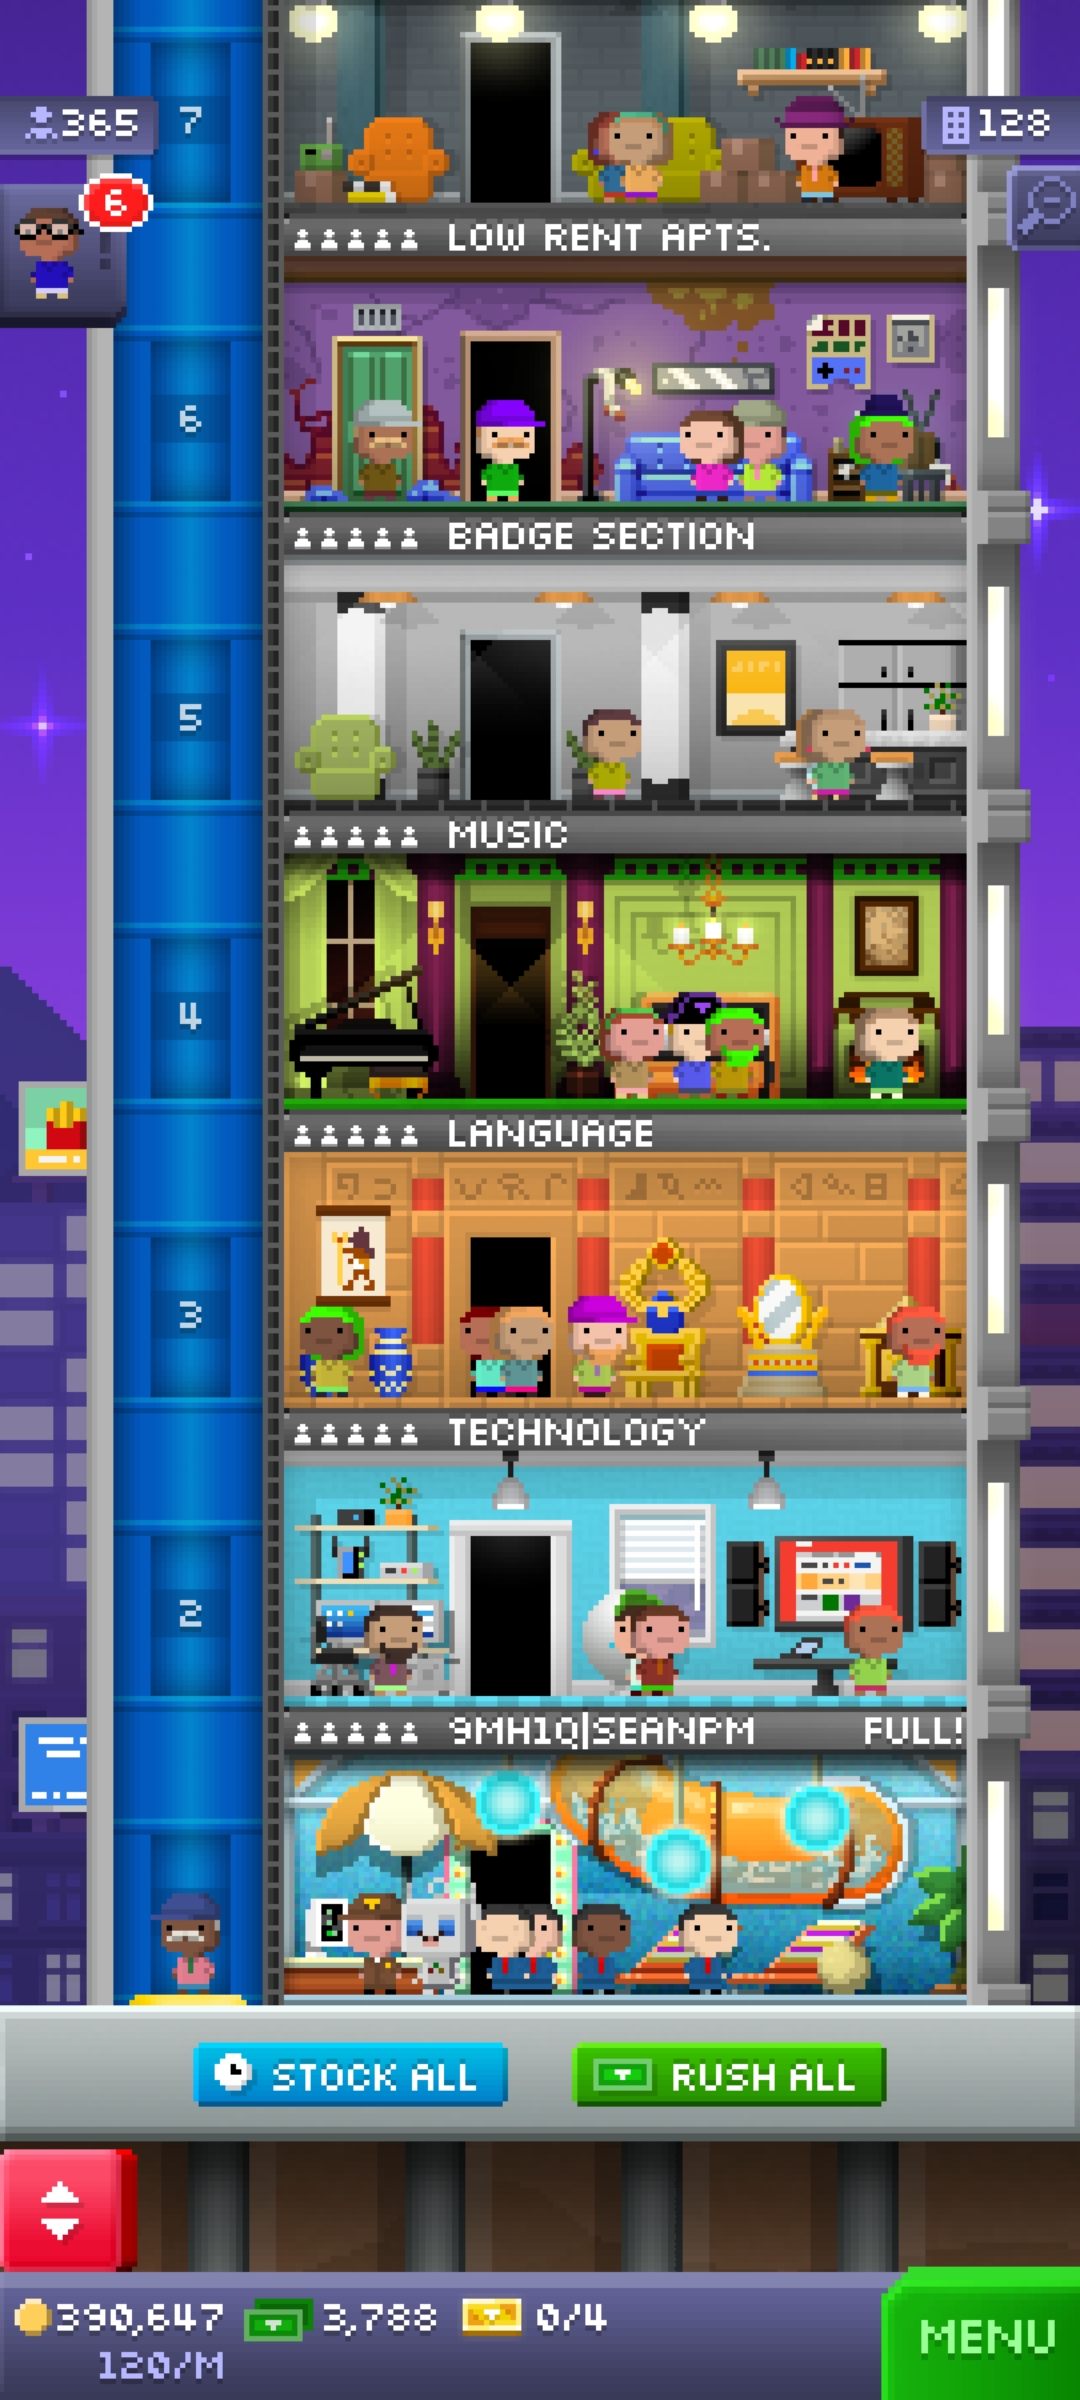 365
7
128
6
LOW RENT APTS.
6
BADGE SECTION
5
MUSIC
4
LANGUAGE
3
TECHNOLOGY
2
9MH1Q|SEANPM FULL!
STOCK ALL
RUSH ALL
390,647 3,788 0/4
120/M
MENU